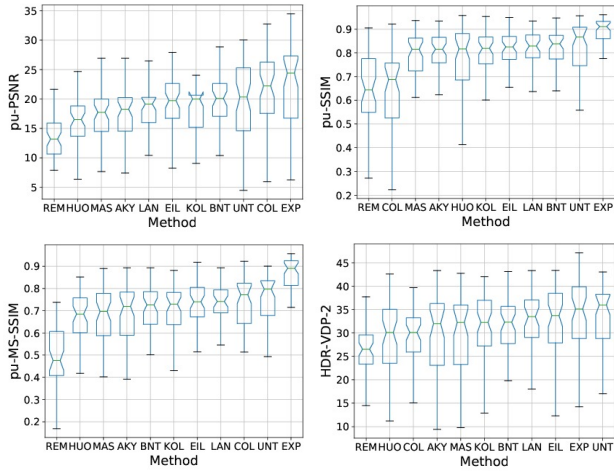 pu-PSNR
35
30
25
20
15
10
5
REM HUO MAS AKY LAN EIL KOL BNT UNT COL EXP
Method
pu-SSIM
0.9
0.8
0.7
0.6
0.5
0.4
0.3
0.2
REM COL MAS AKY HUO KOL EIL LAN BNT UNT EXP
Method
pu-MS-SSIM
0.9
0.8
0.7
0.6
0.5
0.4
0.3
0.2
REM HUO MAS AKY BNT KOL EIL LAN COL UNT EXP
Method
HDR-VDP-2
45
40
35
30
25
20
15
10
REM HUO COL AKY MAS KOL BNT LAN EIL EXP UNT
Method